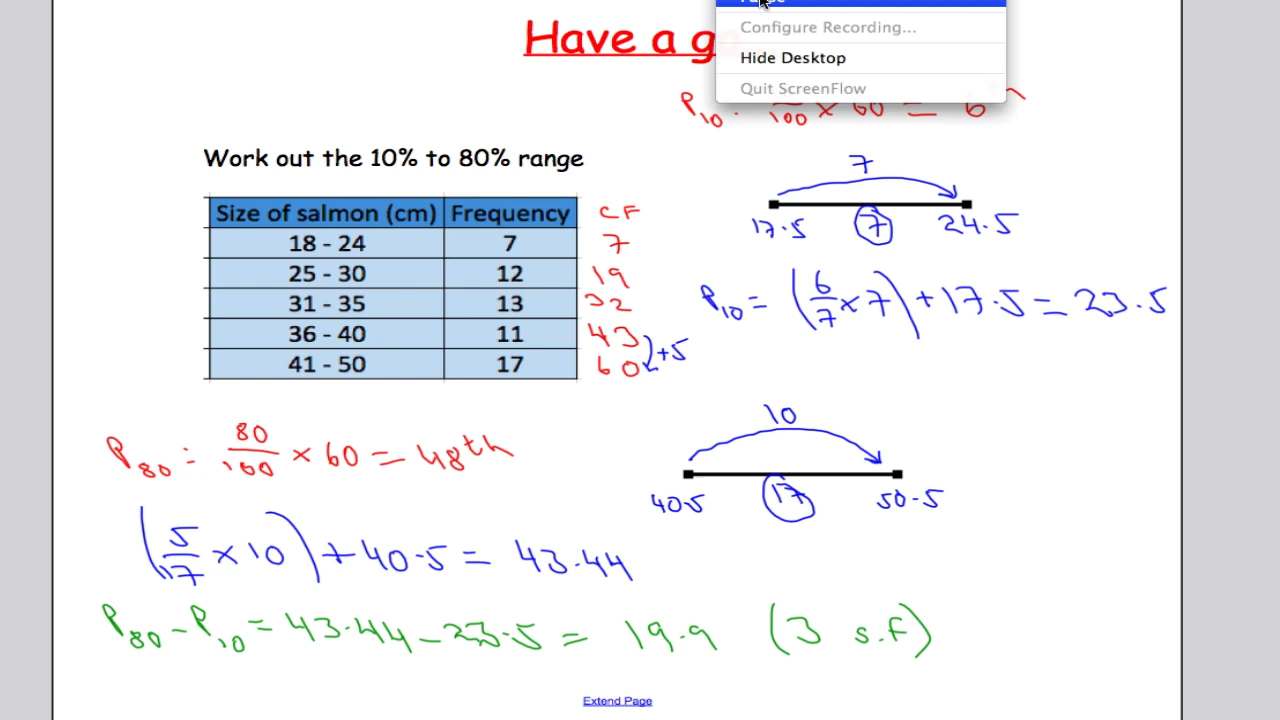 Have a g
Configure Recording...
Hide Desktop
Quit ScreenFlow
P10 100 × 60 = 6
Work out the 10% to 80% range
7
17.5 7 24.5
Size of salmon (cm) Frequency CF
18 - 24 7 7
25 - 30 12 19
31 - 35 13 32
36 - 40 11 43
41 - 50 17 60
+5
P10 = (6/7 × 7) + 17.5 = 23.5
10
40.5 17 50.5
P80 = 80/100 × 60 = 48th
(5/17 × 10) + 40.5 = 43.44
P80 - P10 = 43.44 - 23.5 = 19.9 (3 s.f)
Extend Page